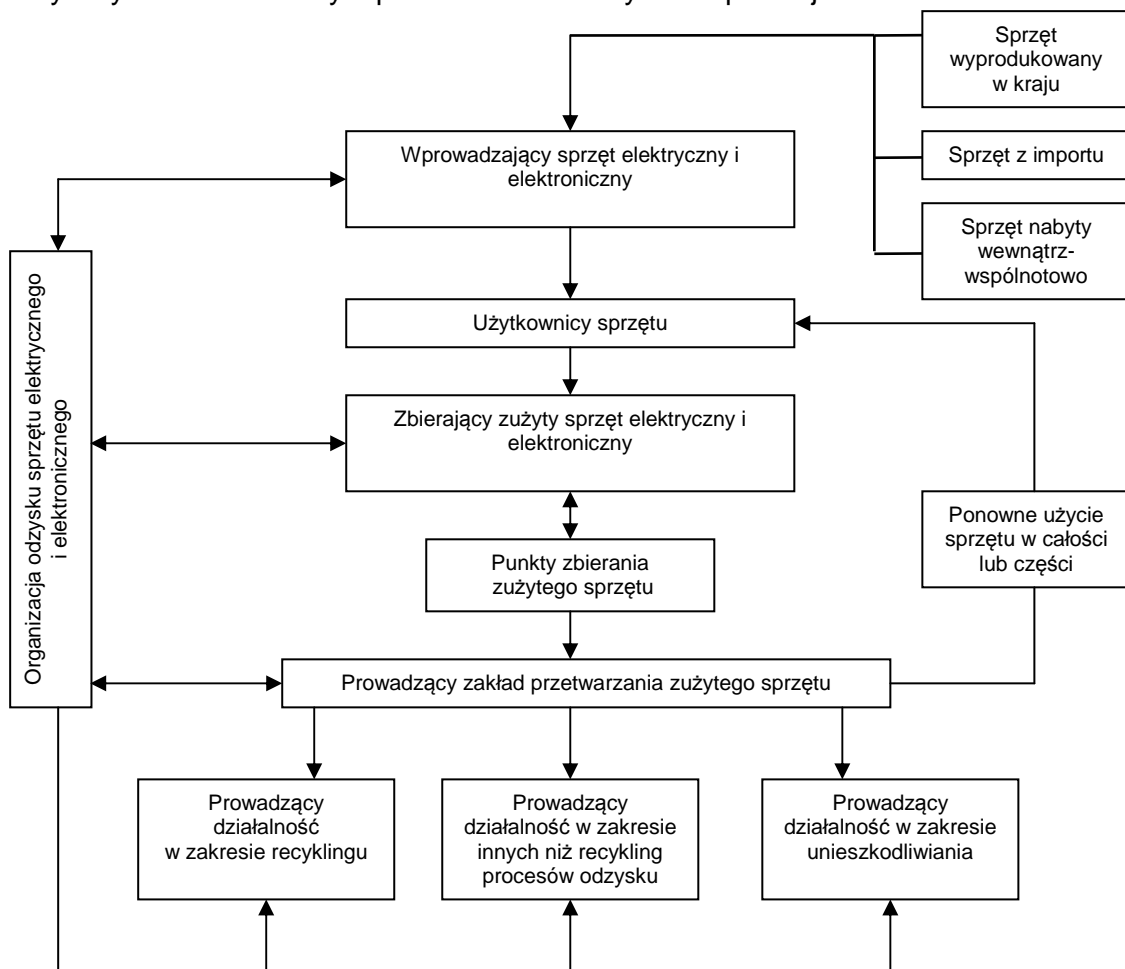 Sprzęt
wyprodukowany
w kraju
Wprowadzający sprzęt elektryczny i
elektroniczny
Sprzęt z importu
Sprzęt nabyty
wewnątrz-
wspólnotowo
Organizacja odzysku sprzętu elektrycznego
i elektronicznego
Użytkownicy sprzętu
Zbierający zużyty sprzęt elektryczny i
elektroniczny
Ponowne użycie
sprzętu w całości
lub części
Punkty zbierania
zużytego sprzętu
Prowadzący zakład przetwarzania zużytego sprzętu
Prowadzący
działalność
w zakresie recyklingu
Prowadzący
działalność w zakresie
innych niż recykling
procesów odzysku
Prowadzący
działalność w zakresie
unieszkodliwiania